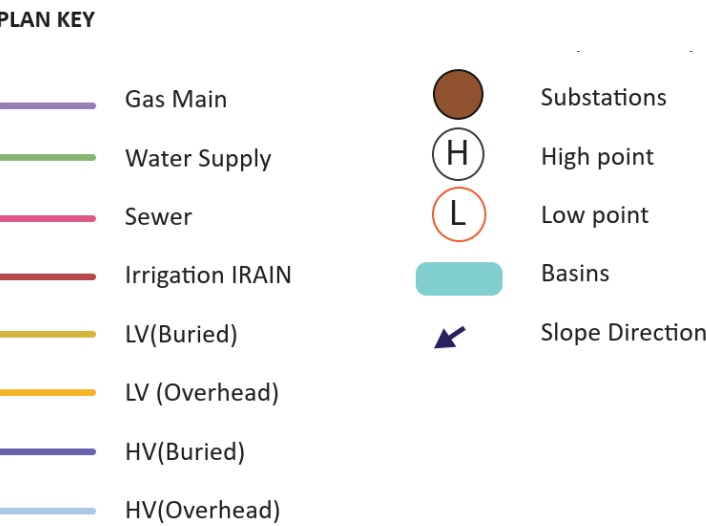 PLAN KEY
Gas Main
Water Supply
Sewer
Irrigation IRAIN
LV(Buried)
LV (Overhead)
HV(Buried)
HV(Overhead)
Substations
H High point
L Low point
Basins
Slope Direction